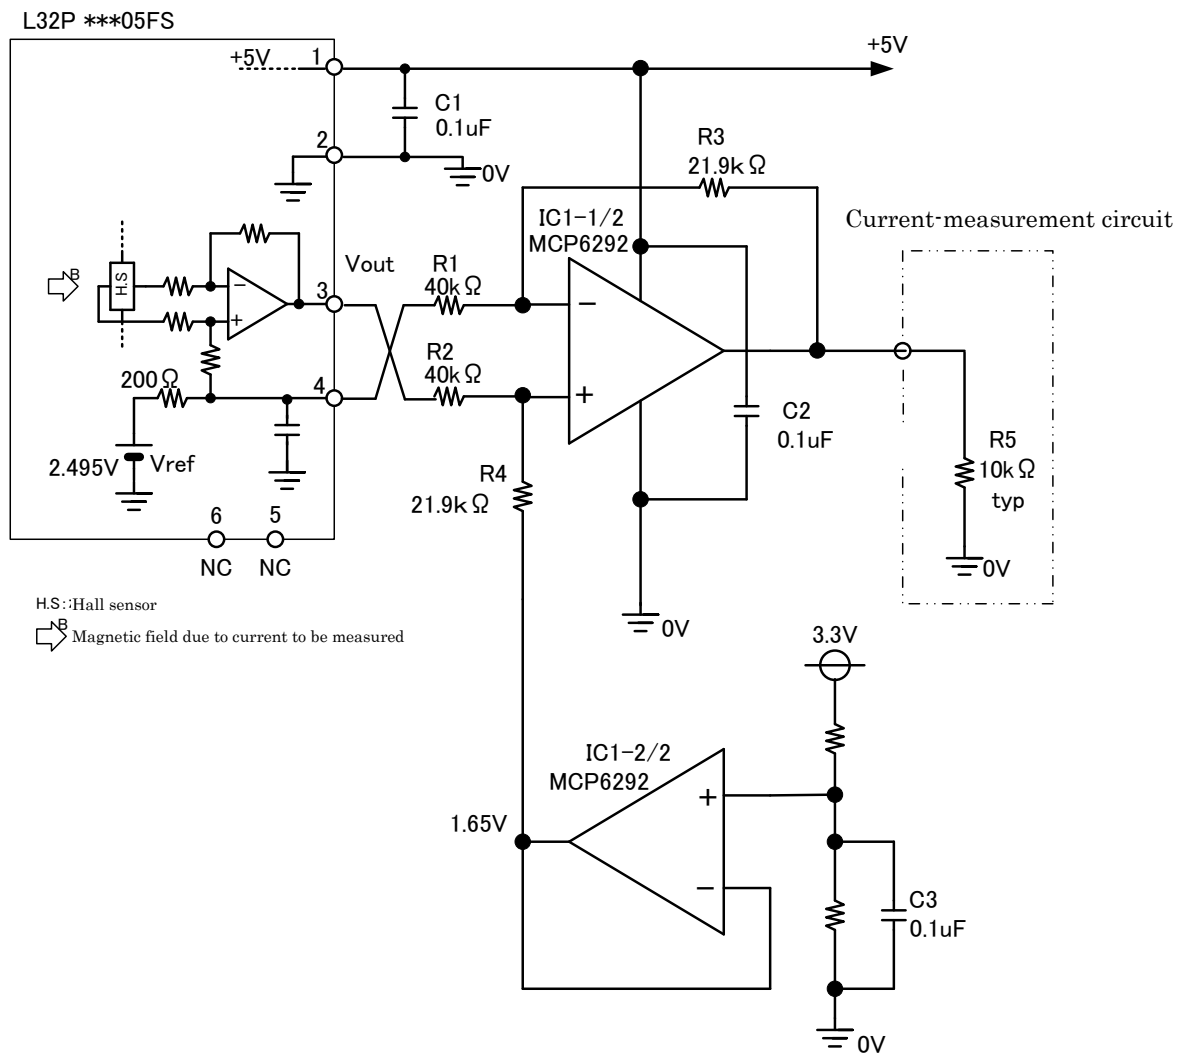 L32P ***05FS
+5V
1
+5V
C1
0.1uF
2
0V
R3
21.9kΩ
IC1-1/2
MCP6292
Current-measurement circuit
B
H.S
−
+
Vout
3
R1
40kΩ
−
R2
40kΩ
+
200Ω
4
C2
0.1uF
2.495V
Vref
R4
21.9kΩ
R5
10kΩ
typ
6
5
NC
NC
0V
H.S.:Hall sensor
B
Magnetic field due to current to be measured
0V
3.3V
IC1-2/2
MCP6292
+
1.65V
−
C3
0.1uF
0V